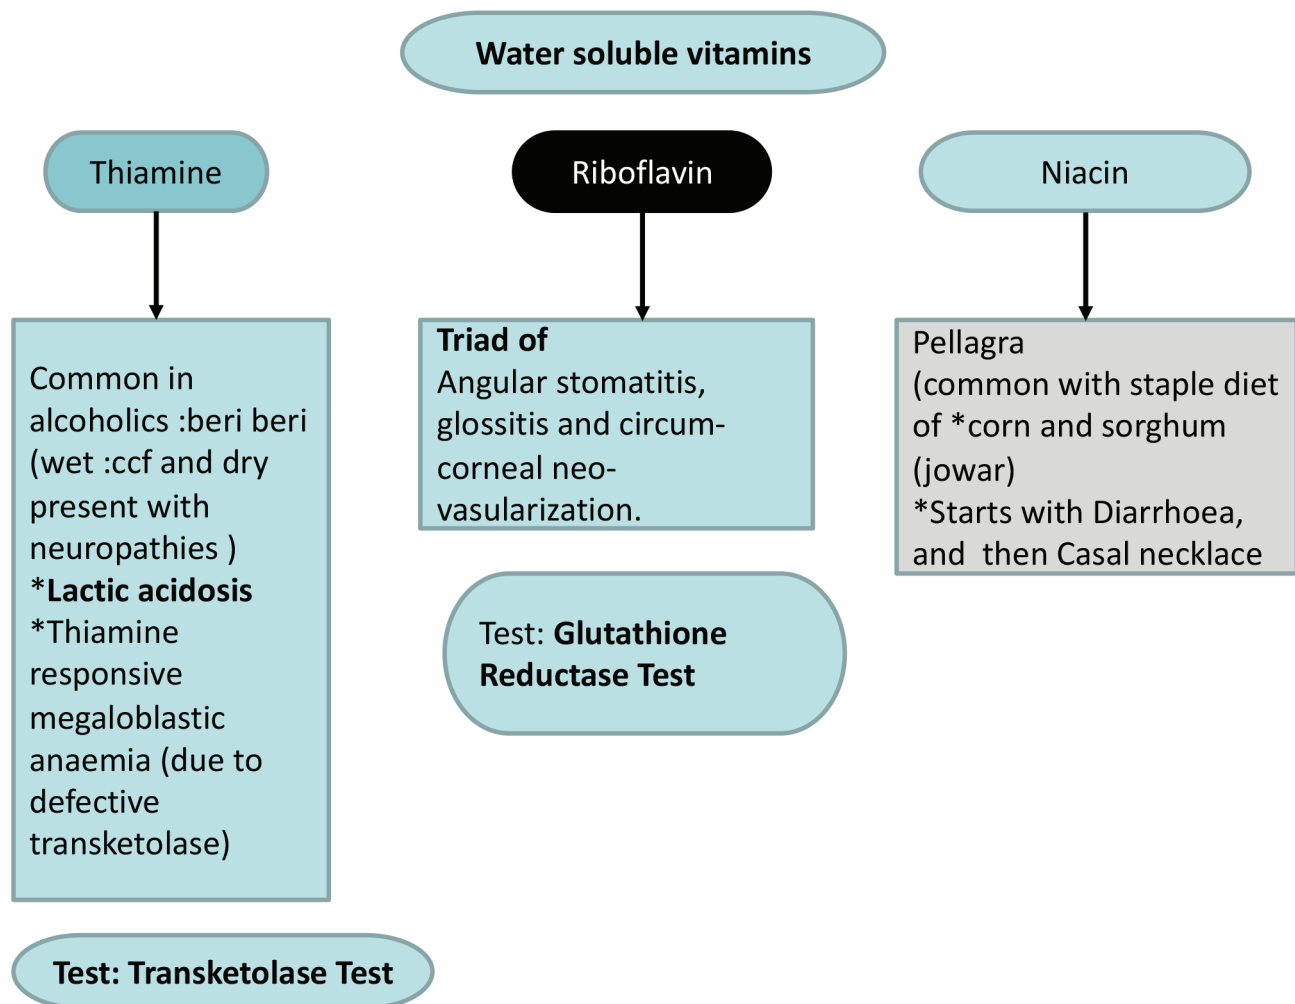 Water soluble vitamins
Thiamine
Riboflavin
Niacin
Common in
alcoholics :beri beri
(wet :ccf and dry
present with
neuropathies )
*Lactic acidosis
*Thiamine
responsive
megaloblastic
anaemia (due to
defective
transketolase)
Test: Transketolase Test
Triad of
Angular stomatitis,
glossitis and circum-
corneal neo-
vasularization.
Test: Glutathione
Reductase Test
Pellagra
(common with staple diet
of *corn and sorghum
(jowar)
*Starts with Diarrhoea,
and  then Casal necklace